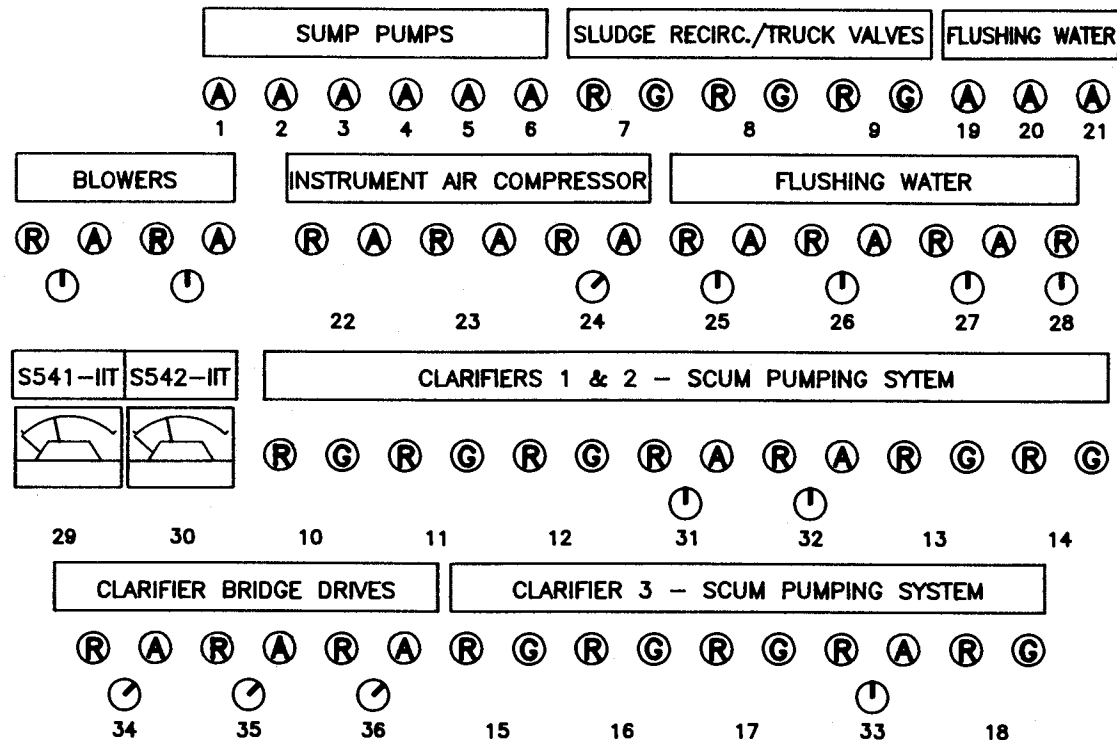 SUMP PUMPS SLUDGE RECIRC./TRUCK VALVES FLUSHING WATER
A A A A A A R G R G R G A A A
1 2 3 4 5 6 7 8 9 19 20 21
BLOWERS INSTRUMENT AIR COMPRESSOR FLUSHING WATER
R A R A R A R A R A R A R A R A R
22 23 24 25 26 27 28
S541-IIT S542-IIT CLARIFIERS 1 & 2 - SCUM PUMPING SYTEM
R G R G R G R A R A R G R G
29 30 10 11 12 31 32 13 14
CLARIFIER BRIDGE DRIVES CLARIFIER 3 - SCUM PUMPING SYSTEM
R A R A R A R G R G R G R A R G
34 35 36 15 16 17 33 18